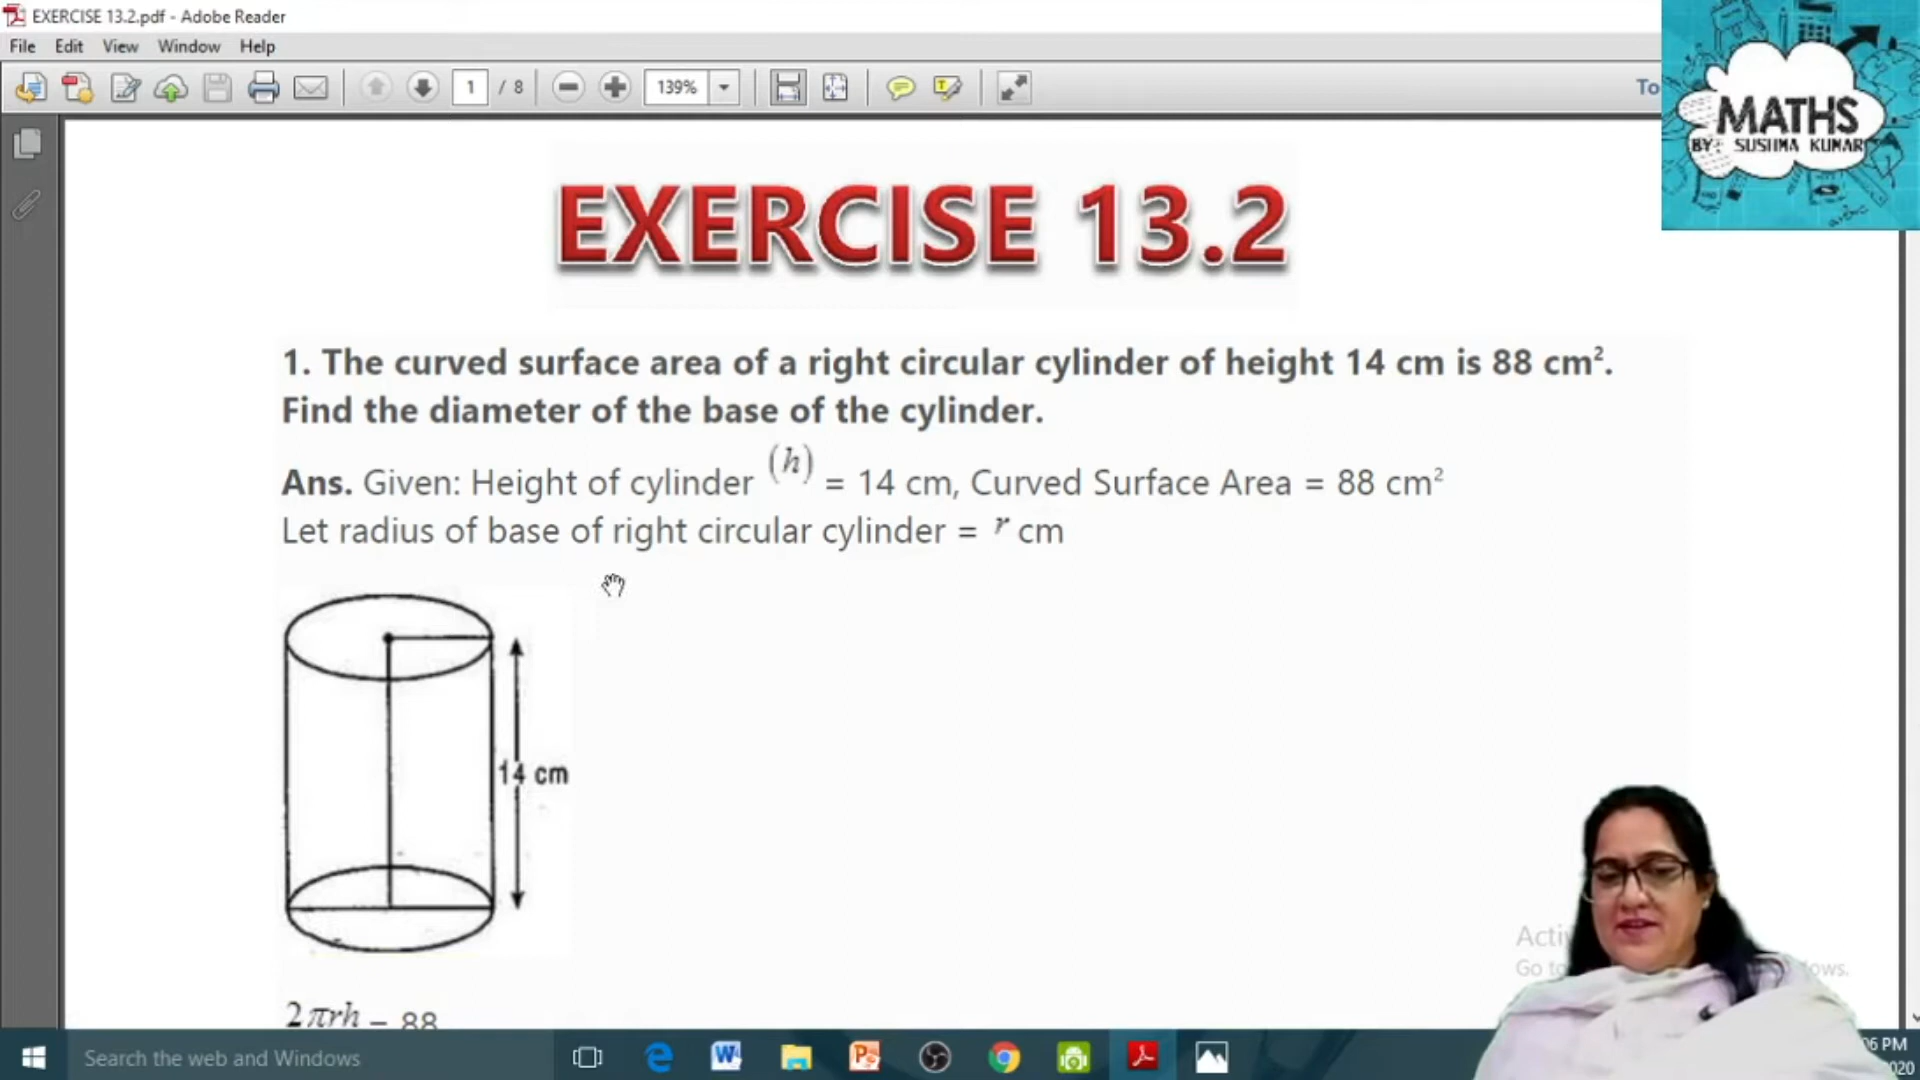 EXERCISE 13.2.pdf - Adobe Reader
File Edit View Window Help
1 / 8 139% To
MATHS
BY: SUSHMA KUMAR
EXERCISE 13.2
1. The curved surface area of a right circular cylinder of height 14 cm is 88 cm².
Find the diameter of the base of the cylinder.
Ans. Given: Height of cylinder (h) = 14 cm, Curved Surface Area = 88 cm²
Let radius of base of right circular cylinder = r cm
14 cm
2πrh = 88
Go to
Search the web and Windows